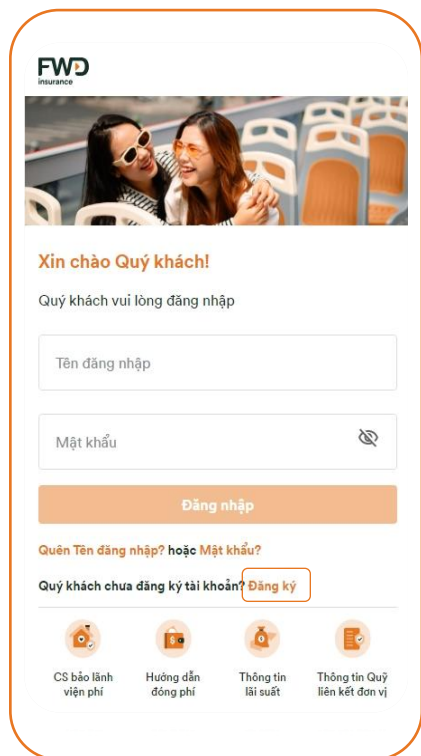 FWD
insurance
Xin chào Quý khách!
Quý khách vui lòng đăng nhập
Tên đăng nhập
Mật khẩu
Đăng nhập
Quên Tên đăng nhập? hoặc Mật khẩu?
Quý khách chưa đăng ký tài khoản? Đăng ký
CS bảo lãnh
viện phí
Hướng dẫn
đóng phí
Thông tin
lãi suất
Thông tin Quỹ
liên kết đơn vị